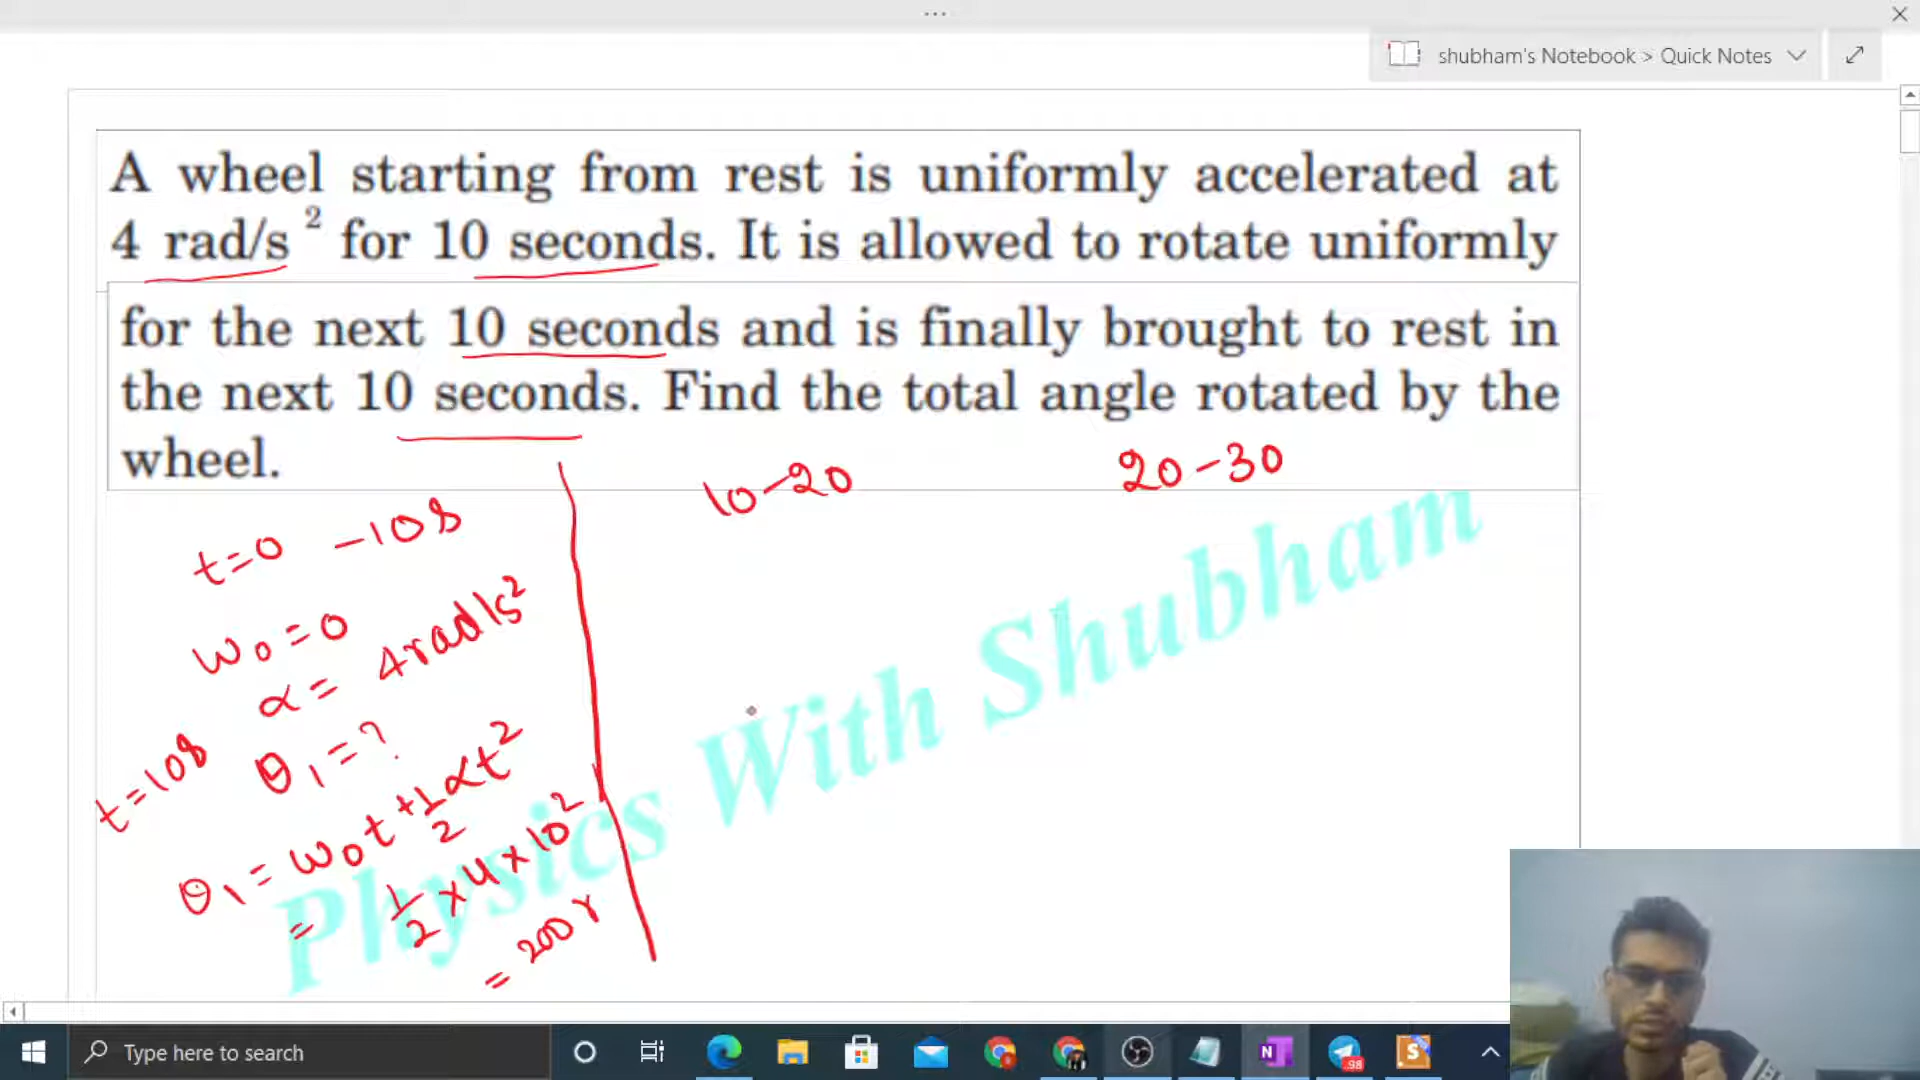 shubham's Notebook > Quick Notes
A wheel starting from rest is uniformly accelerated at
4 rad/s ² for 10 seconds. It is allowed to rotate uniformly
for the next 10 seconds and is finally brought to rest in
the next 10 seconds. Find the total angle rotated by the
wheel.
10-20
20-30
t=0 -10s
ω₀=0
α= 4rad/s²
t=10s
θ₁=?
θ₁=ω₀t+½αt²
= ½×4×10²
= 200r
Physics With Shubham
Type here to search
98